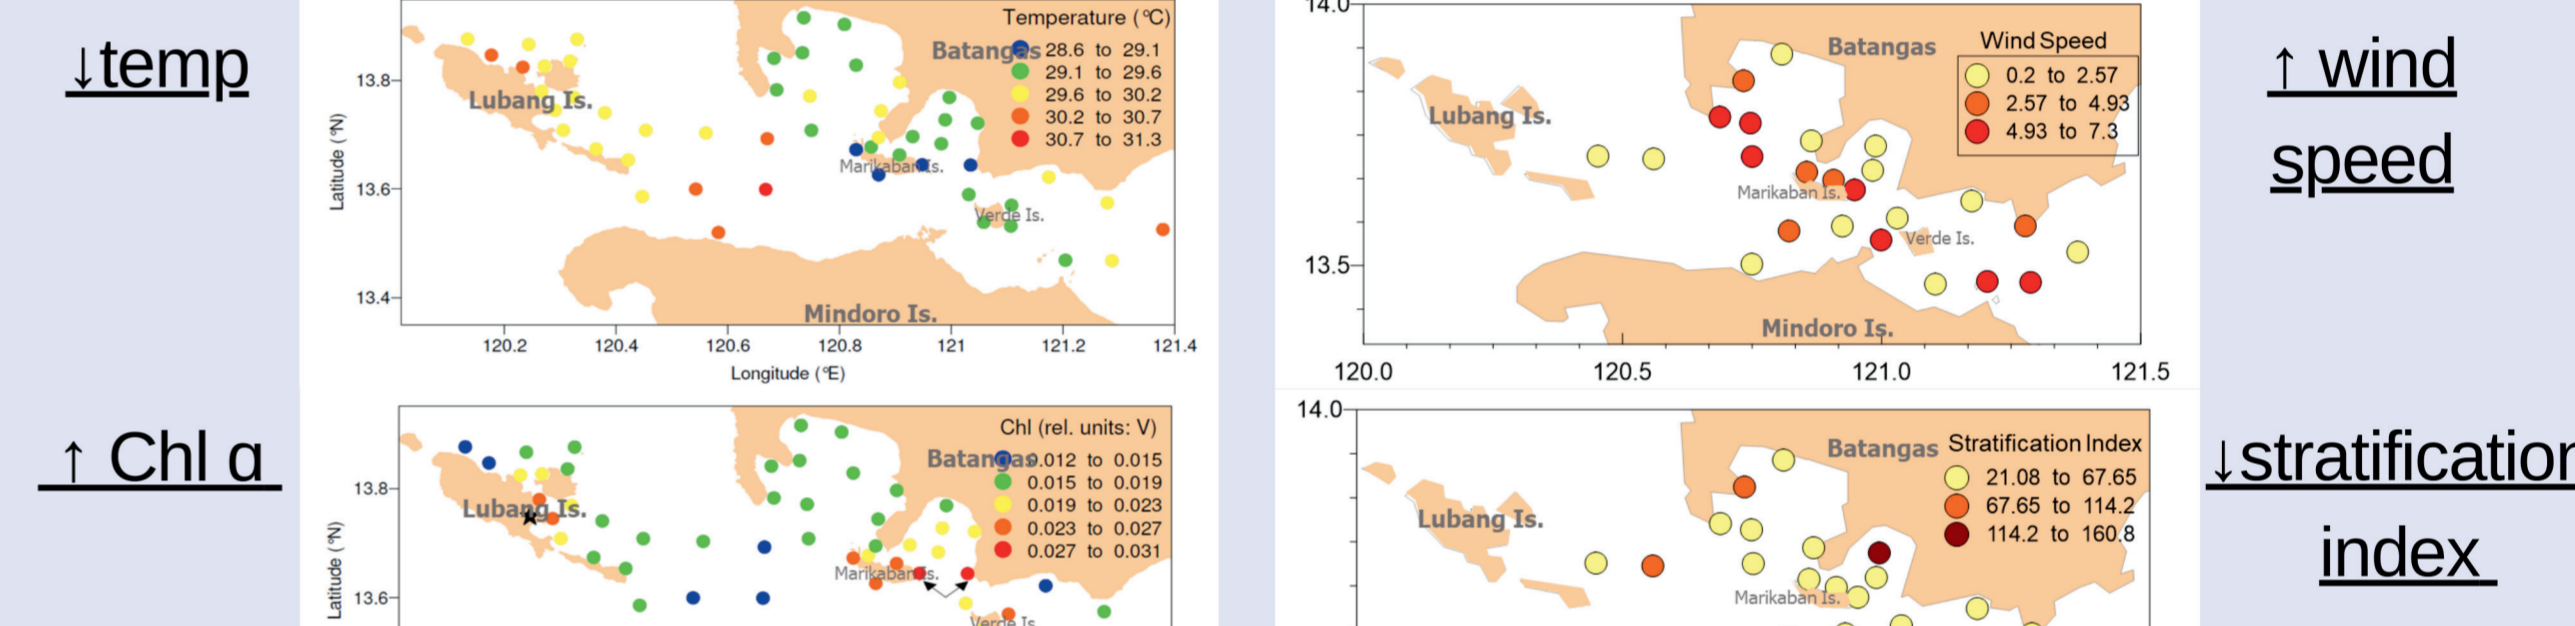 ↓temp
Temperature (°C)
Batangas
28.6 to 29.1
29.1 to 29.6
29.6 to 30.2
30.2 to 30.7
30.7 to 31.3
Lubang Is.
Marikaban Is.
Verde Is.
Mindoro Is.
13.8
13.6
13.4
Latitude (°N)
120.2 120.4 120.6 120.8 121 121.2 121.4
Longitude (°E)
14.0
Batangas
Wind Speed
0.2 to 2.57
2.57 to 4.93
4.93 to 7.3
Lubang Is.
Marikaban Is.
Verde Is.
13.5
Mindoro Is.
120.0 120.5 121.0 121.5
↑ wind
speed
↑ Chl ɑ
Chl (rel. units: V)
Batangas
0.012 to 0.015
0.015 to 0.019
0.019 to 0.023
0.023 to 0.027
0.027 to 0.031
Lubang Is.
Marikaban Is.
Verde Is.
13.8
13.6
Latitude (°N)
14.0
Batangas
Stratification Index
21.08 to 67.65
67.65 to 114.2
114.2 to 160.8
Lubang Is.
Marikaban Is.
↓stratification
index